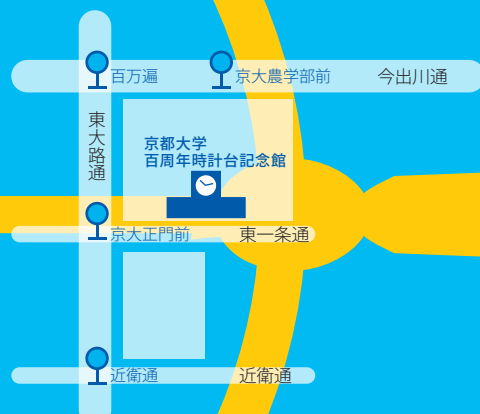 百万遍
京大農学部前
今出川通
東大路通
京都大学
百周年時計台記念館
京大正門前
東一条通
近衛通
近衛通